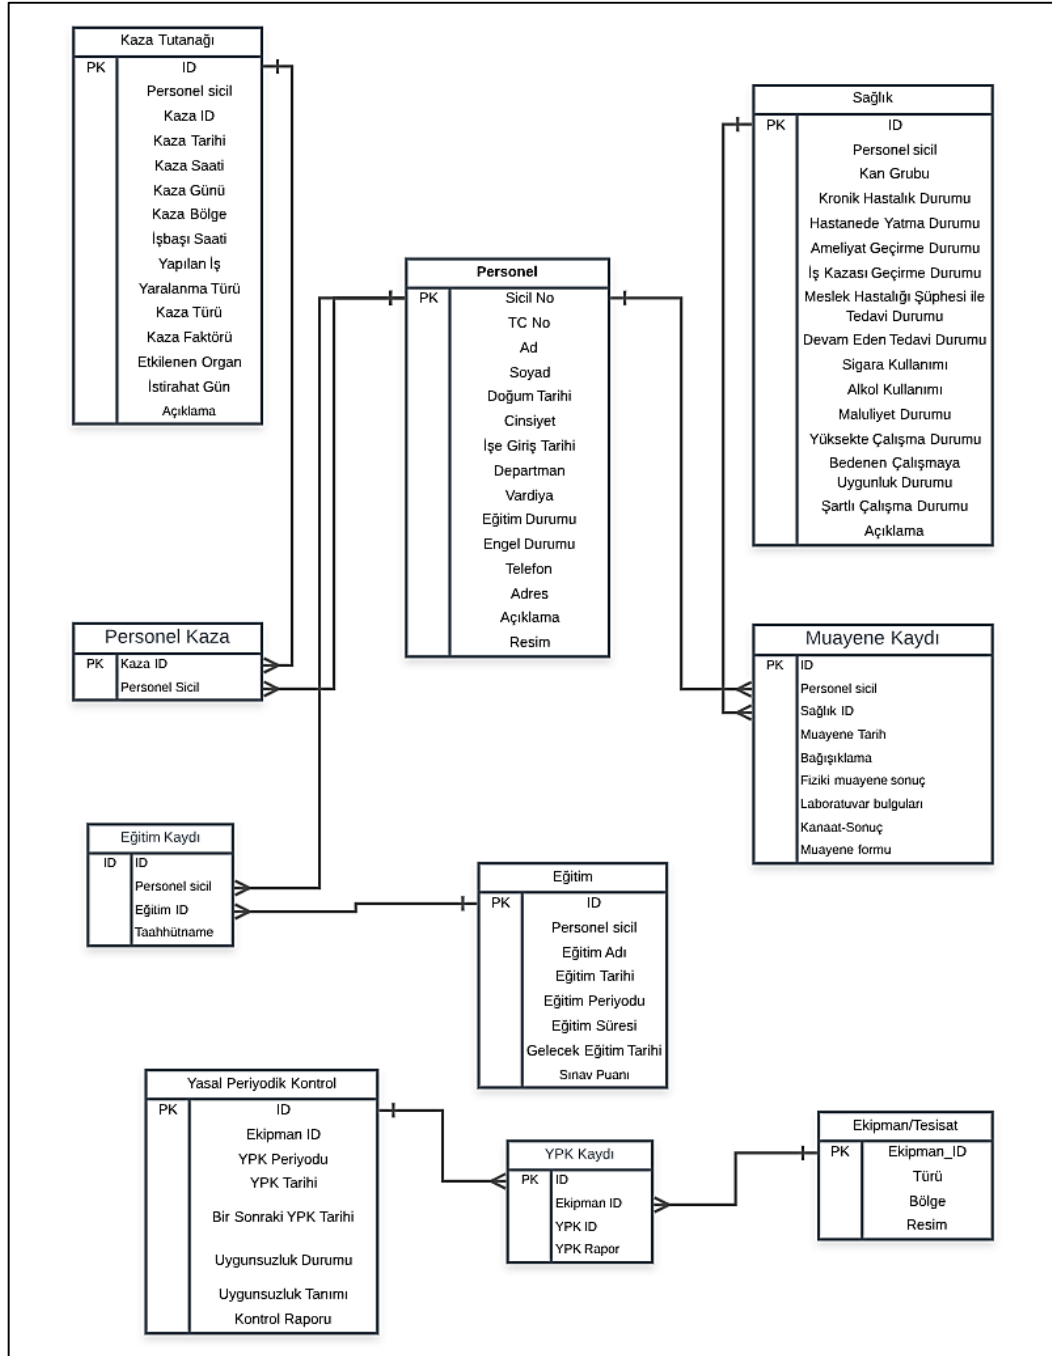 Kaza Tutanağı
PK ID
Personel sicil
Kaza ID
Kaza Tarihi
Kaza Saati
Kaza Günü
Kaza Bölge
İşbaşı Saati
Yapılan İş
Yaralanma Türü
Kaza Türü
Kaza Faktörü
Etkilenen Organ
İstirahat Gün
Açıklama
Sağlık
PK ID
Personel sicil
Kan Grubu
Kronik Hastalık Durumu
Hastanede Yatma Durumu
Ameliyat Geçirme Durumu
İş Kazası Geçirme Durumu
Meslek Hastalığı Şüphesi ile
Tedavi Durumu
Devam Eden Tedavi Durumu
Sigara Kullanımı
Alkol Kullanımı
Maluliyet Durumu
Yüksekte Çalışma Durumu
Bedenen Çalışmaya
Uygunluk Durumu
Şartlı Çalışma Durumu
Açıklama
Personel
PK Sicil No
TC No
Ad
Soyad
Doğum Tarihi
Cinsiyet
İşe Giriş Tarihi
Departman
Vardiya
Eğitim Durumu
Engel Durumu
Telefon
Adres
Açıklama
Resim
Personel Kaza
PK Kaza ID
Personel Sicil
Muayene Kaydı
PK ID
Personel sicil
Sağlık ID
Muayene Tarih
Bağışıklama
Fiziki muayene sonuç
Laboratuvar bulguları
Kanaat-Sonuç
Muayene formu
Eğitim Kaydı
ID ID
Personel sicil
Eğitim ID
Taahhütname
Eğitim
PK ID
Personel sicil
Eğitim Adı
Eğitim Tarihi
Eğitim Periyodu
Eğitim Süresi
Gelecek Eğitim Tarihi
Sınav Puanı
Yasal Periyodik Kontrol
PK ID
Ekipman ID
YPK Periyodu
YPK Tarihi
Bir Sonraki YPK Tarihi
Uygunsuzluk Durumu
Uygunsuzluk Tanımı
Kontrol Raporu
YPK Kaydı
PK ID
Ekipman ID
YPK ID
YPK Rapor
Ekipman/Tesisat
PK Ekipman_ID
Türü
Bölge
Resim